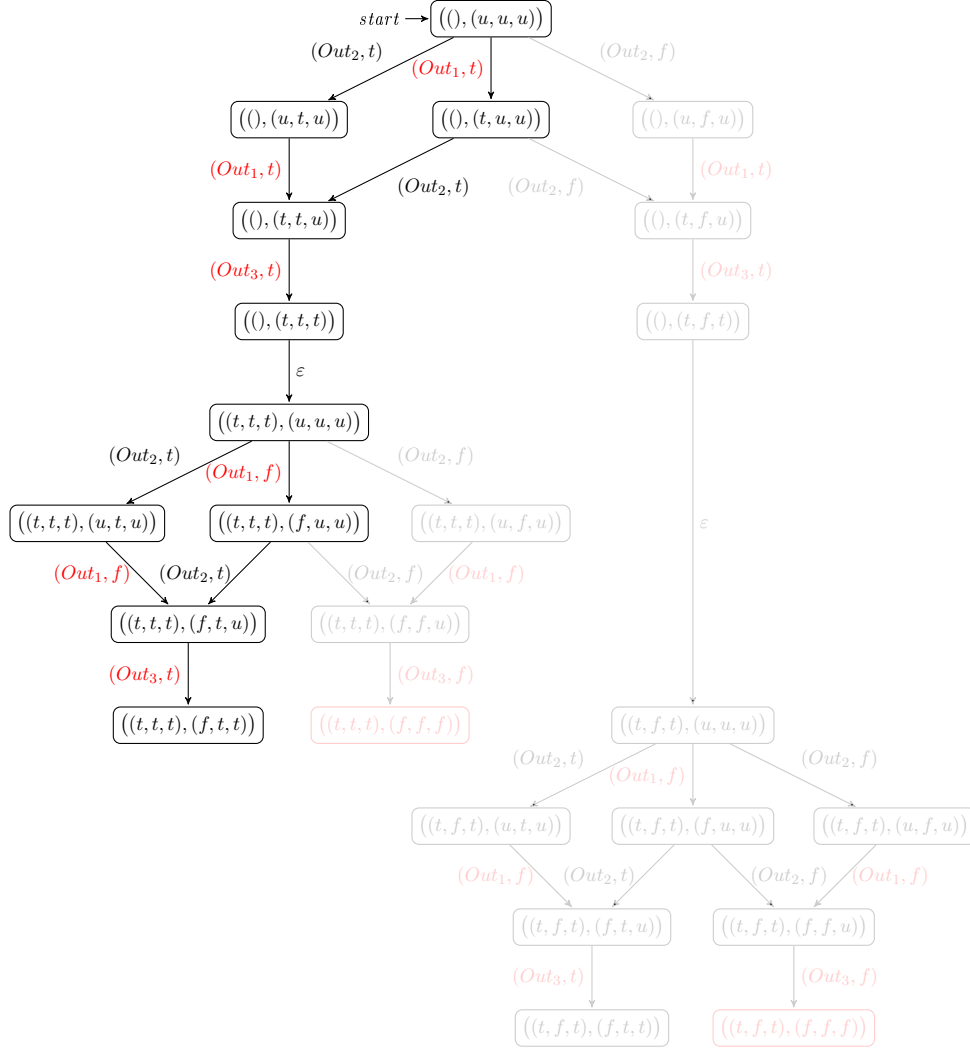 start ((), (u, u, u))
(Out₂, t) (Out₁, t) (Out₂, f)
((), (u, t, u)) ((), (t, u, u)) ((), (u, f, u))
(Out₁, t) (Out₂, t) (Out₂, f) (Out₁, t)
((), (t, t, u)) ((), (t, f, u))
(Out₃, t) (Out₃, t)
((), (t, t, t)) ((), (t, f, t))
ε
((t, t, t), (u, u, u))
(Out₂, t) (Out₁, f) (Out₂, f)
((t, t, t), (u, t, u)) ((t, t, t), (f, u, u)) ((t, t, t), (u, f, u)) ε
(Out₁, f) (Out₂, t) (Out₂, f) (Out₁, f)
((t, t, t), (f, t, u)) ((t, t, t), (f, f, u))
(Out₃, t) (Out₃, f)
((t, t, t), (f, t, t)) ((t, t, t), (f, f, f)) ((t, f, t), (u, u, u))
(Out₂, t) (Out₁, f) (Out₂, f)
((t, f, t), (u, t, u)) ((t, f, t), (f, u, u)) ((t, f, t), (u, f, u))
(Out₁, f) (Out₂, t) (Out₂, f) (Out₁, f)
((t, f, t), (f, t, u)) ((t, f, t), (f, f, u))
(Out₃, t) (Out₃, f)
((t, f, t), (f, t, t)) ((t, f, t), (f, f, f))